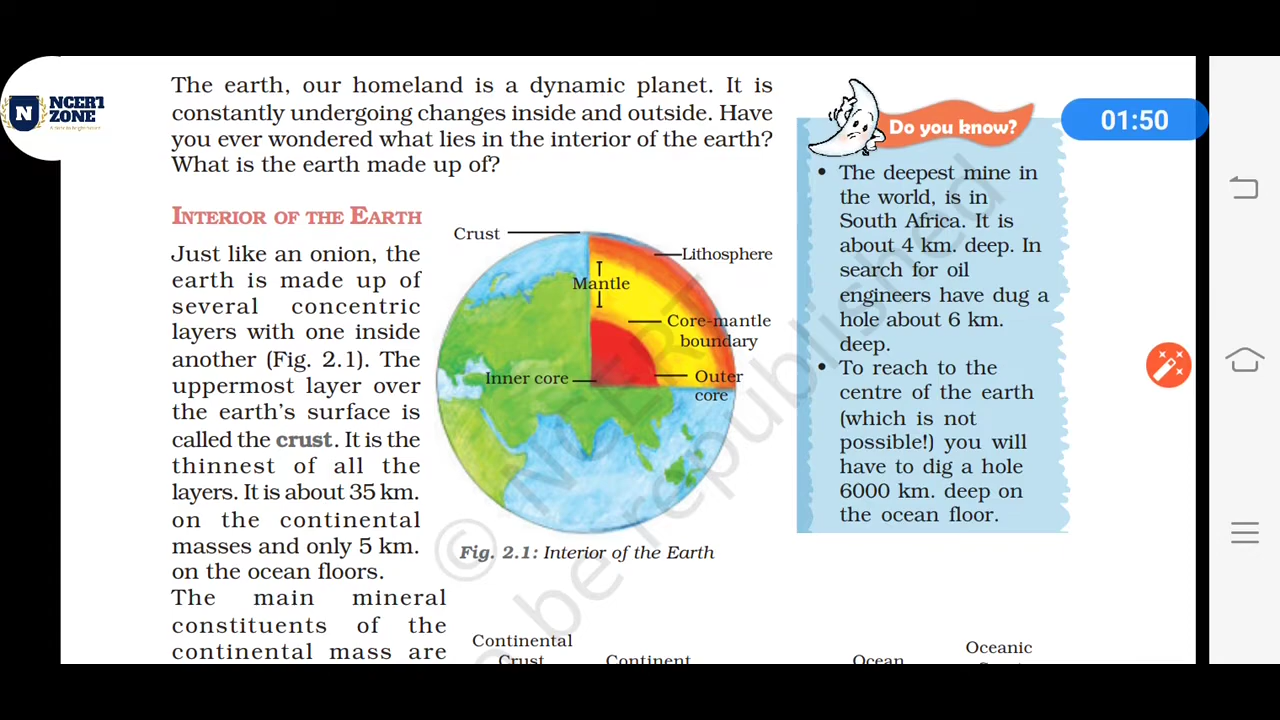 NCERT
ZONE
The earth, our homeland is a dynamic planet. It is
constantly undergoing changes inside and outside. Have
you ever wondered what lies in the interior of the earth?
What is the earth made up of?
INTERIOR OF THE EARTH
Just like an onion, the
earth is made up of
several concentric
layers with one inside
another (Fig. 2.1). The
uppermost layer over
the earth's surface is
called the crust. It is the
thinnest of all the
layers. It is about 35 km.
on the continental
masses and only 5 km.
on the ocean floors.
The main mineral
constituents of the
continental mass are
Crust
Lithosphere
Mantle
Core-mantle
boundary
Inner core
Outer
core
Fig. 2.1: Interior of the Earth
Continental
Crust
Continent
Ocean
Oceanic
Do you know?
• The deepest mine in
the world, is in
South Africa. It is
about 4 km. deep. In
search for oil
engineers have dug a
hole about 6 km.
deep.
• To reach to the
centre of the earth
(which is not
possible!) you will
have to dig a hole
6000 km. deep on
the ocean floor.
01:50
© NCERT
be republished